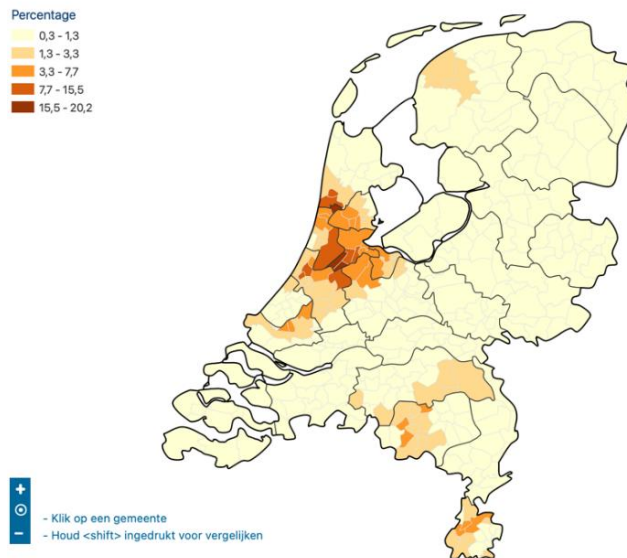 Percentage
0,3 - 1,3
1,3 - 3,3
3,3 - 7,7
7,7 - 15,5
15,5 - 20,2
- Klik op een gemeente
- Houd <shift> ingedrukt voor vergelijken